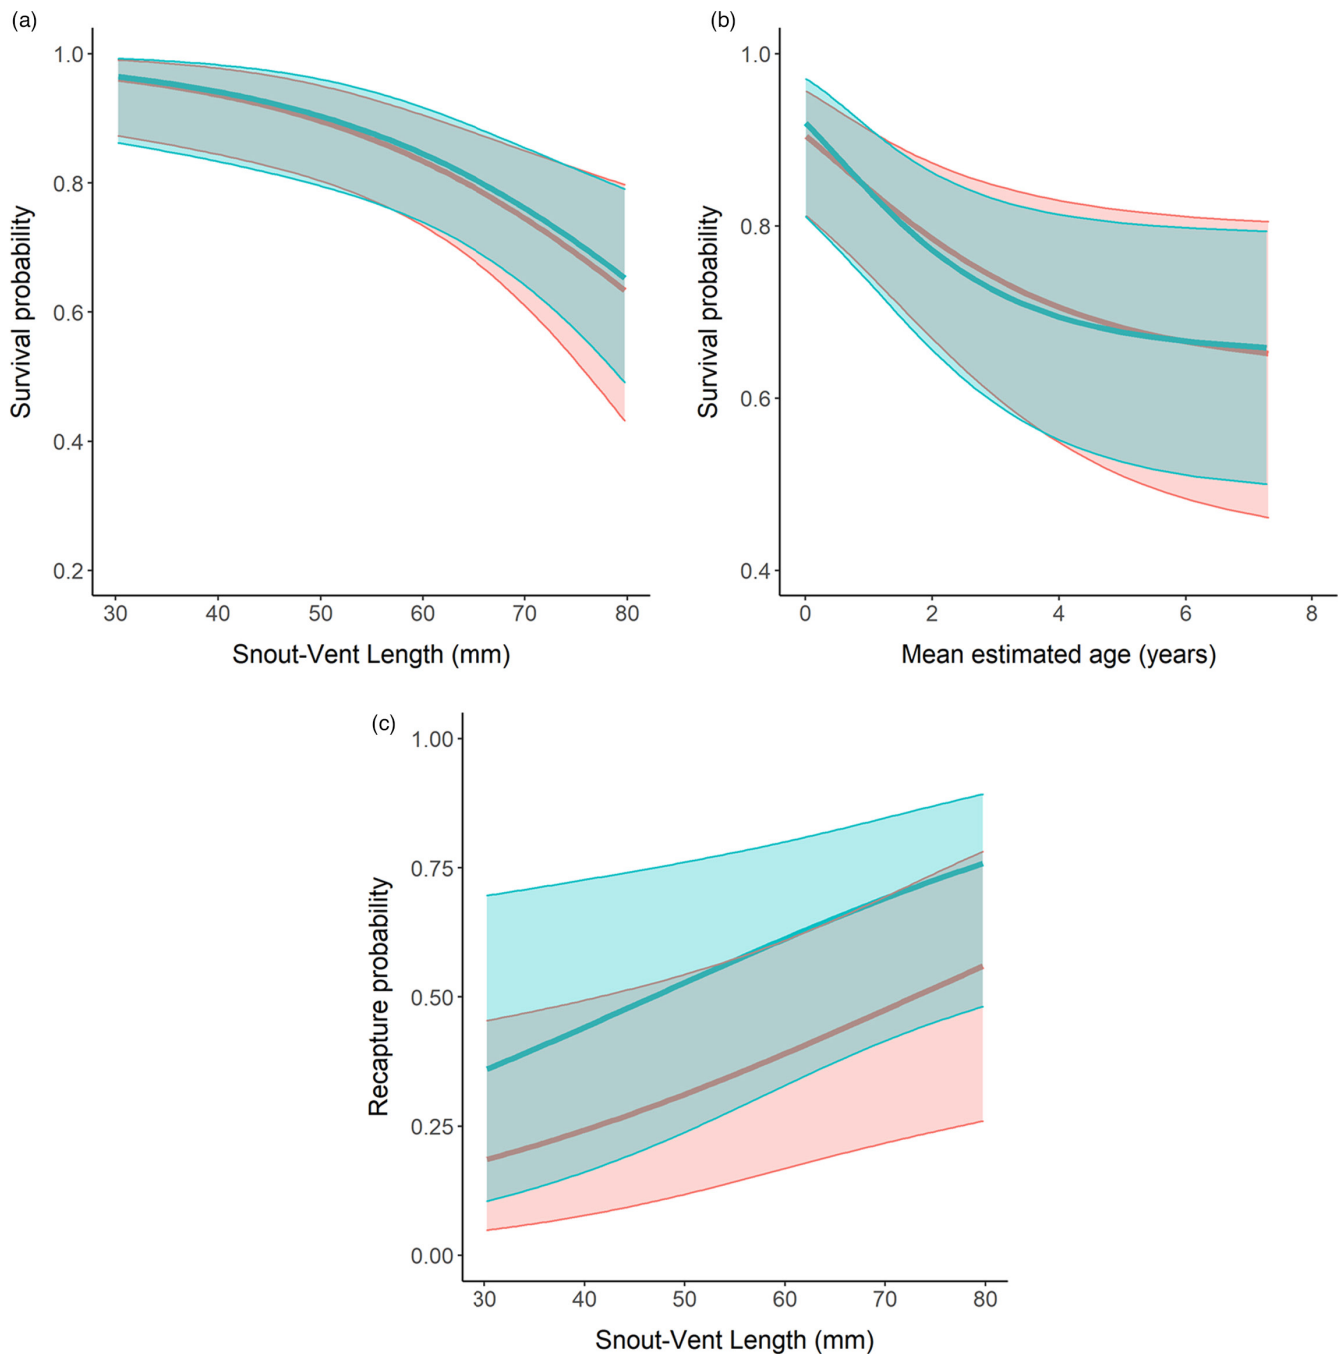 (a)
1.0
0.8
0.6
0.4
0.2
Survival probability
30 40 50 60 70 80
Snout-Vent Length (mm)
(b)
1.0
0.8
0.6
0.4
Survival probability
0 2 4 6 8
Mean estimated age (years)
(c)
1.00
0.75
0.50
0.25
0.00
Recapture probability
30 40 50 60 70 80
Snout-Vent Length (mm)